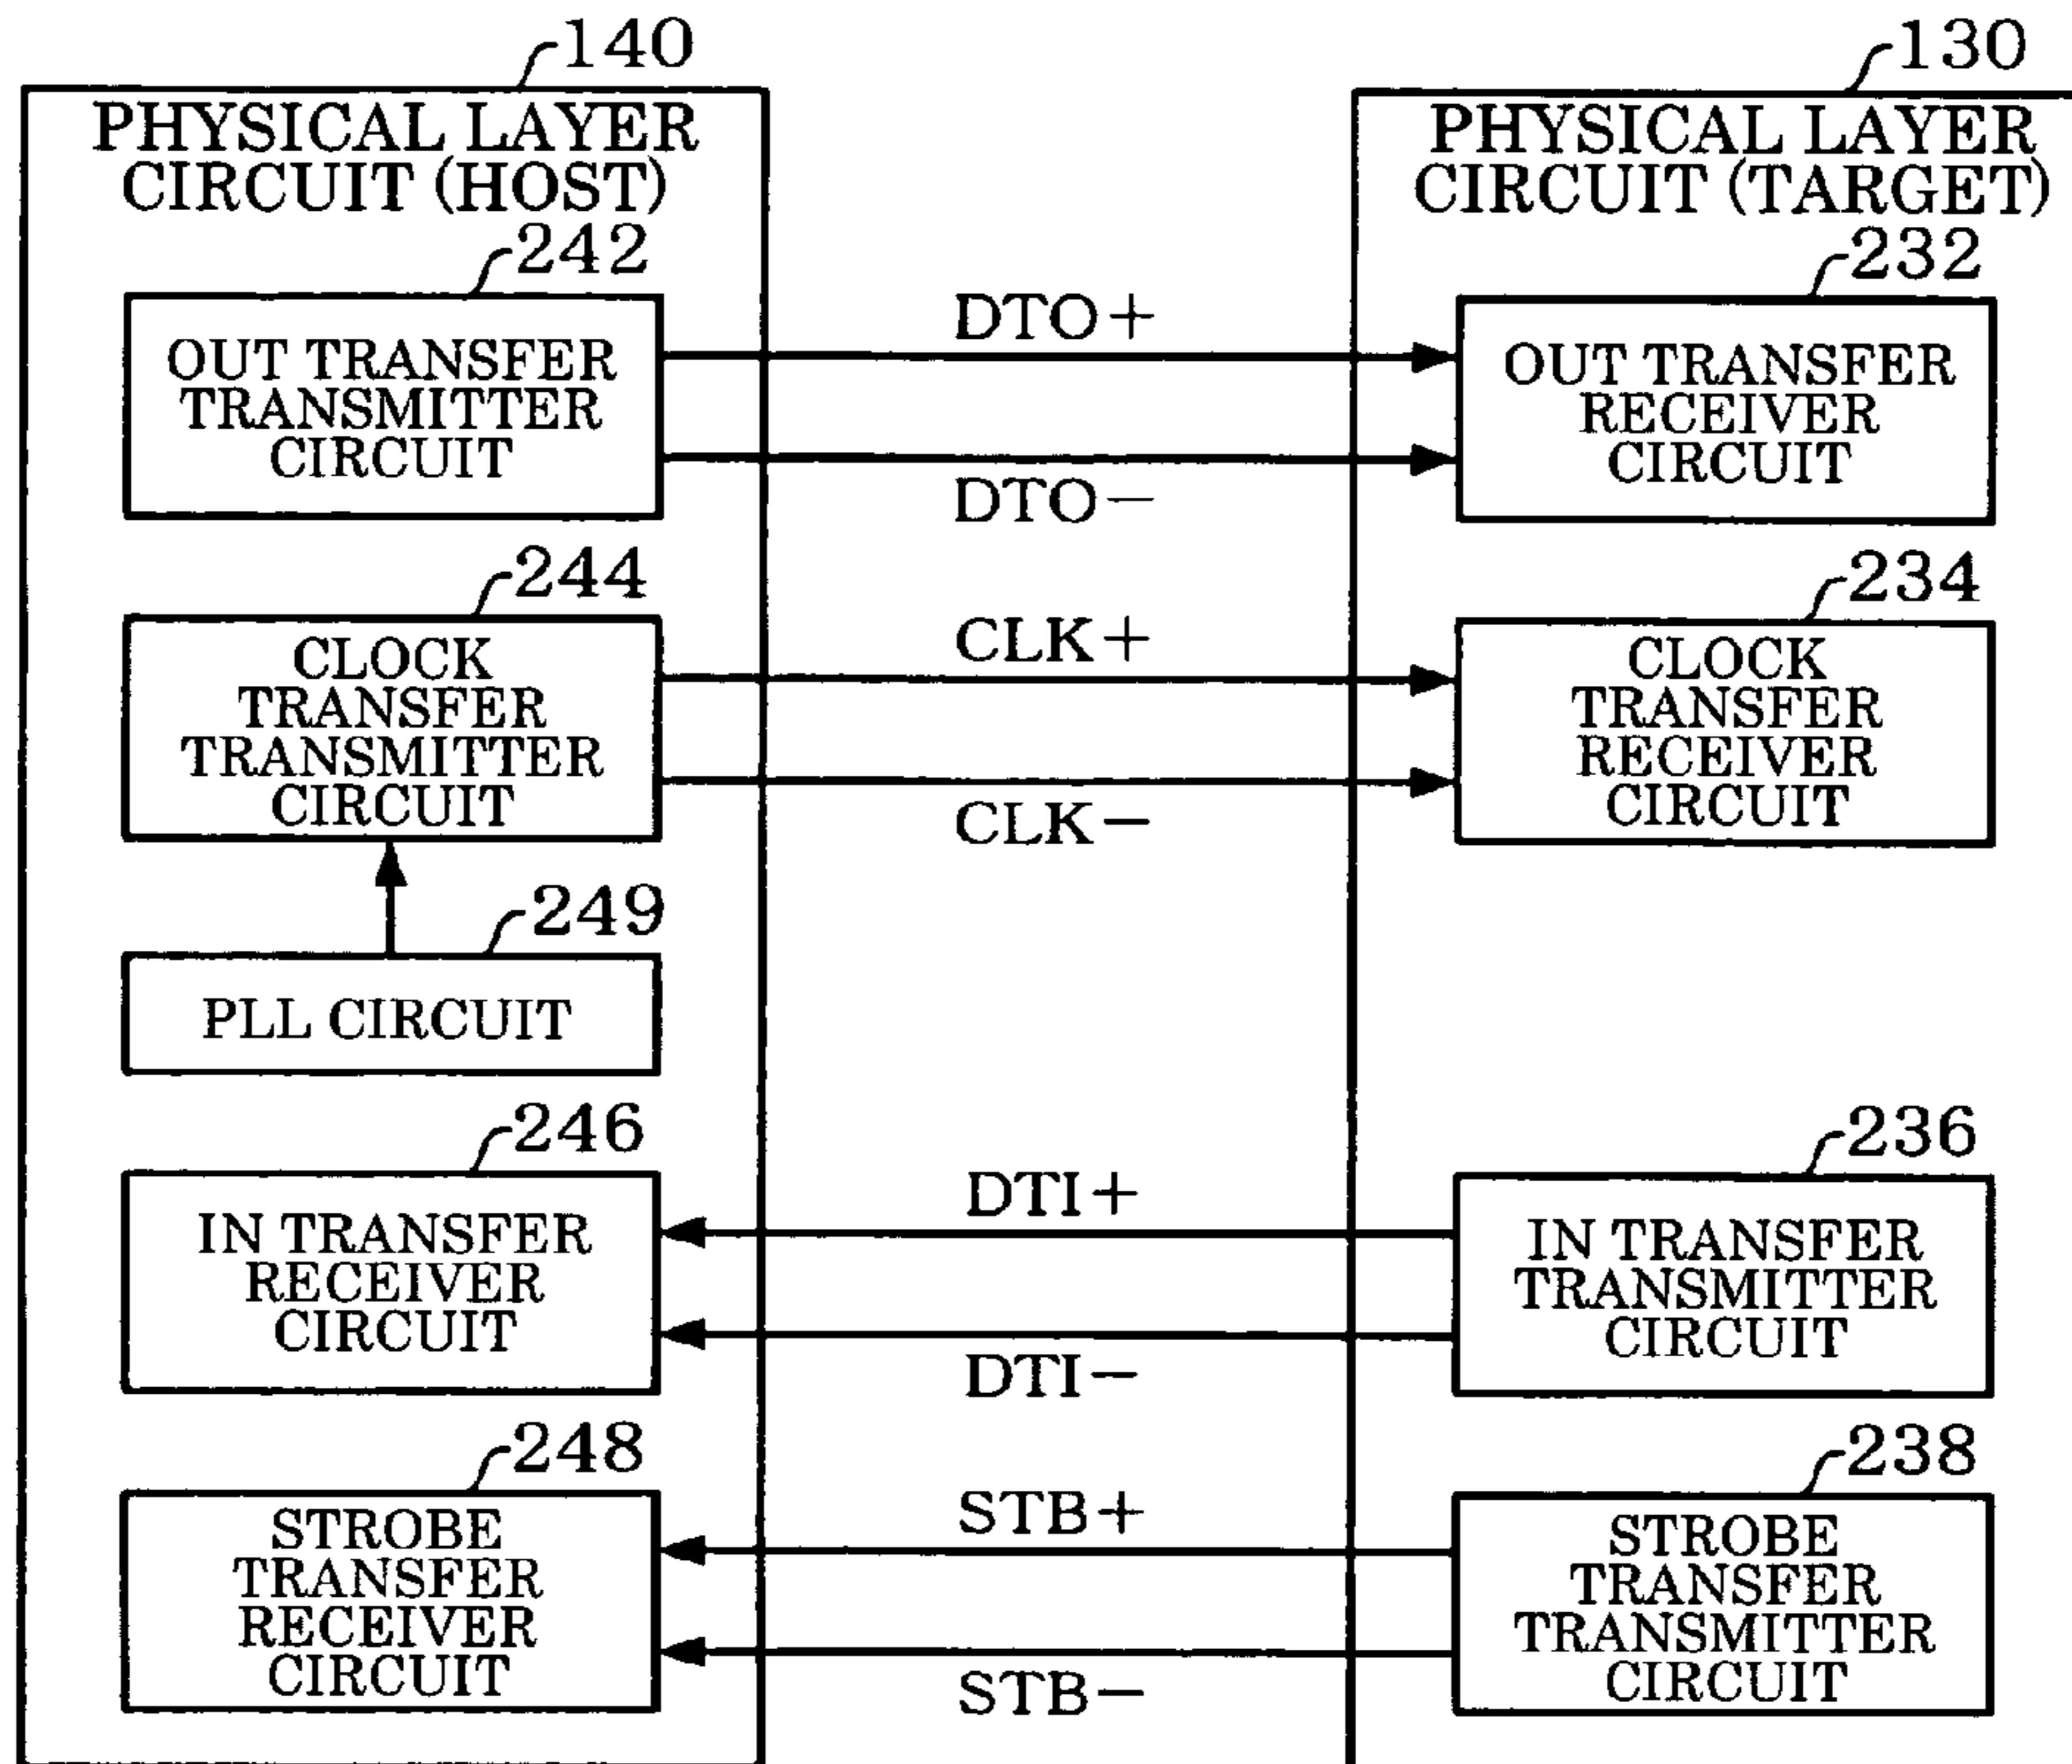 140
130
PHYSICAL LAYER
CIRCUIT (HOST)
PHYSICAL LAYER
CIRCUIT (TARGET)
242
OUT TRANSFER
TRANSMITTER
CIRCUIT
DTO+
DTO−
232
OUT TRANSFER
RECEIVER
CIRCUIT
244
CLOCK
TRANSFER
TRANSMITTER
CIRCUIT
CLK+
CLK−
234
CLOCK
TRANSFER
RECEIVER
CIRCUIT
249
PLL CIRCUIT
246
IN TRANSFER
RECEIVER
CIRCUIT
DTI+
DTI−
236
IN TRANSFER
TRANSMITTER
CIRCUIT
248
STROBE
TRANSFER
RECEIVER
CIRCUIT
STB+
STB−
238
STROBE
TRANSFER
TRANSMITTER
CIRCUIT